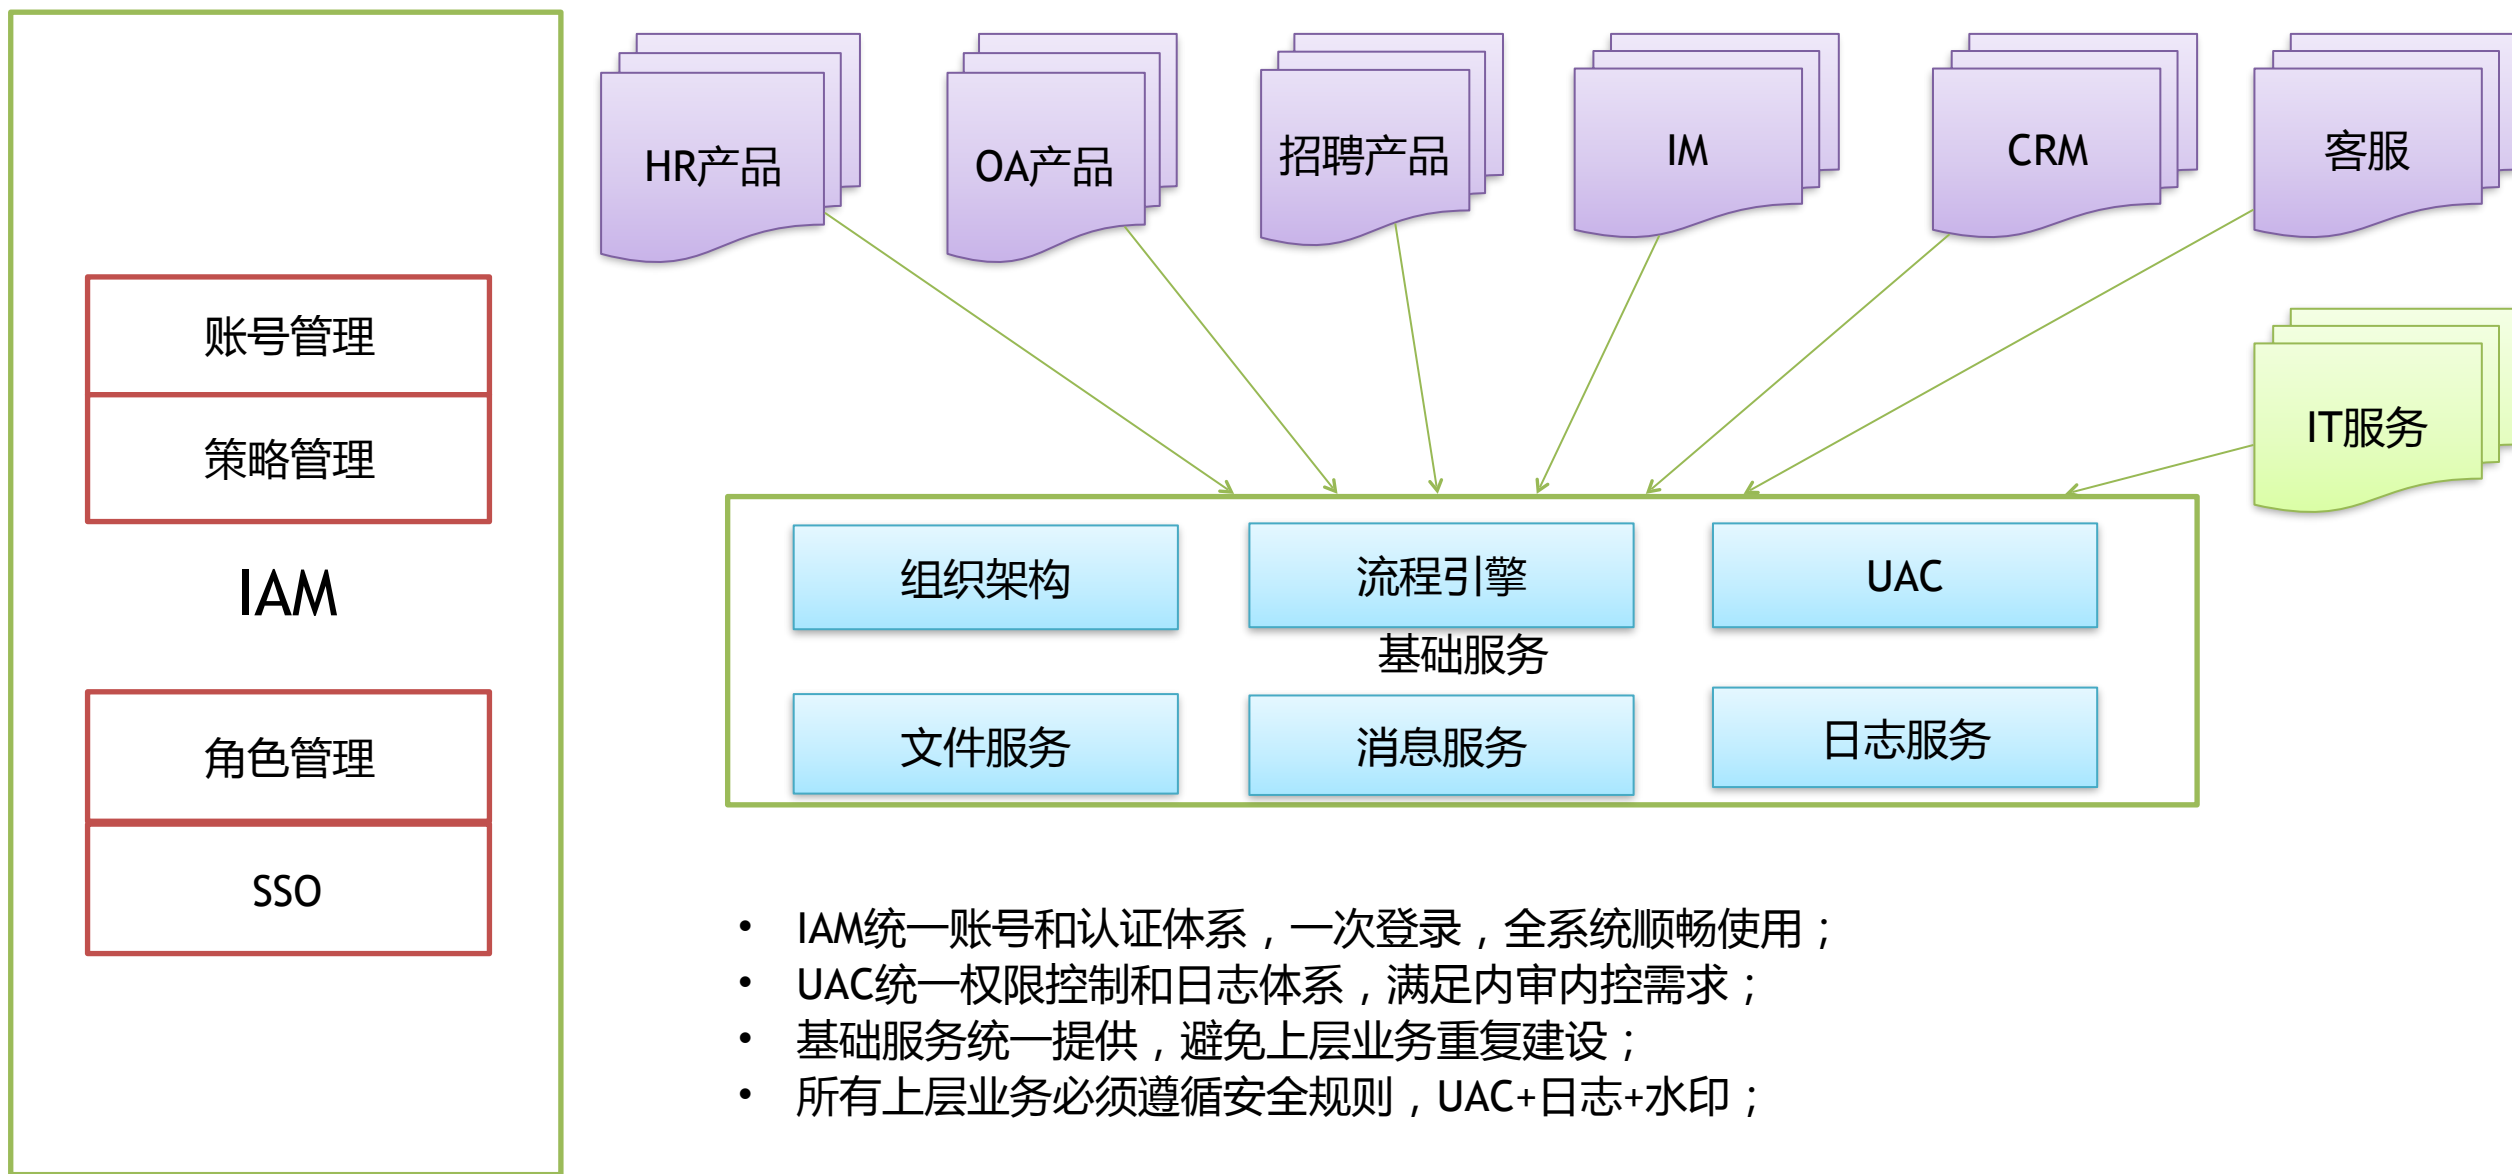 账号管理
策略管理
IAM
角色管理
SSO
HR产品
OA产品
招聘产品
IM
CRM
客服
IT服务
组织架构
流程引擎
UAC
基础服务
文件服务
消息服务
日志服务
• IAM统一账号和认证体系，一次登录，全系统顺畅使用；
• UAC统一权限控制和日志体系，满足内审内控需求；
• 基础服务统一提供，避免上层业务重复建设；
• 所有上层业务必须遵循安全规则，UAC+日志+水印；